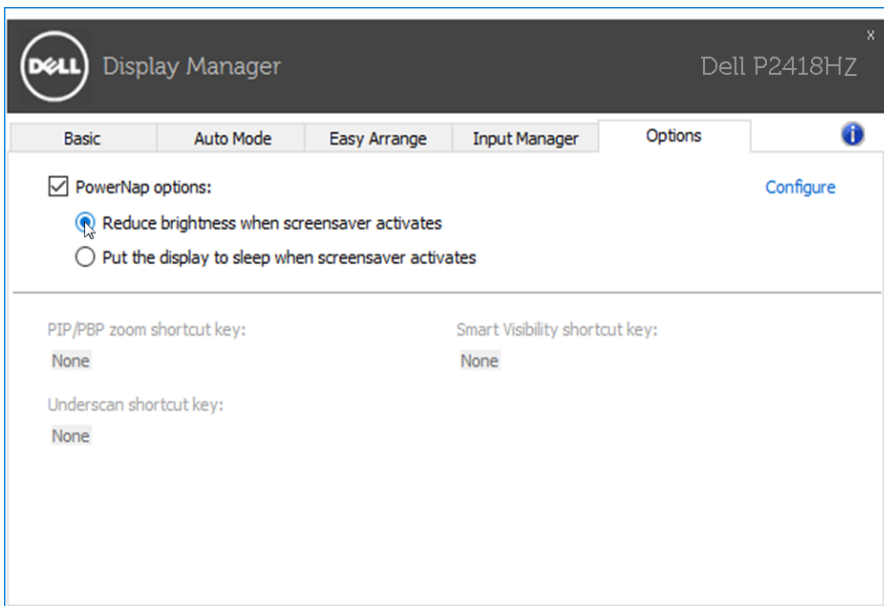 x
DELL Display Manager Dell P2418HZ
Basic Auto Mode Easy Arrange Input Manager Options i
PowerNap options: Configure
Reduce brightness when screensaver activates
Put the display to sleep when screensaver activates
PIP/PBP zoom shortcut key: Smart Visibility shortcut key:
None None
Underscan shortcut key:
None